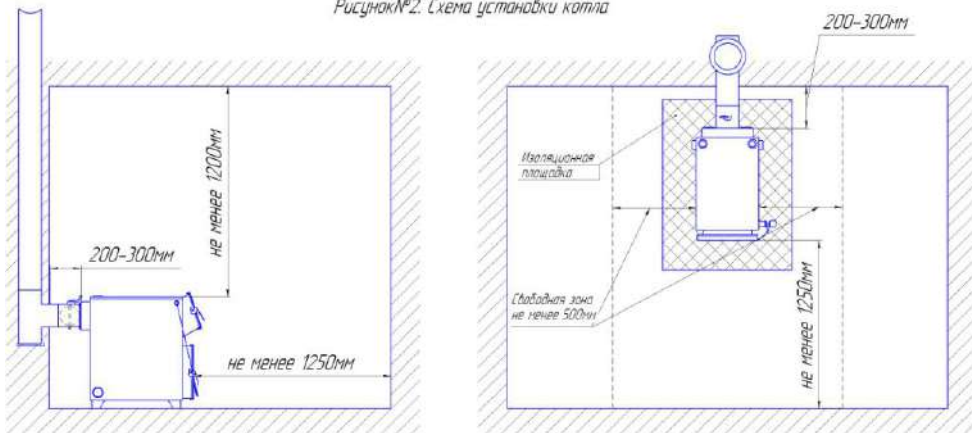 Рисунок№2. Схема установки котла
200-300мм
не менее 1200мм
200-300мм
не менее 1250мм
Изоляционная
площадка
Свободная зона
не менее 500мм
не менее 1250мм